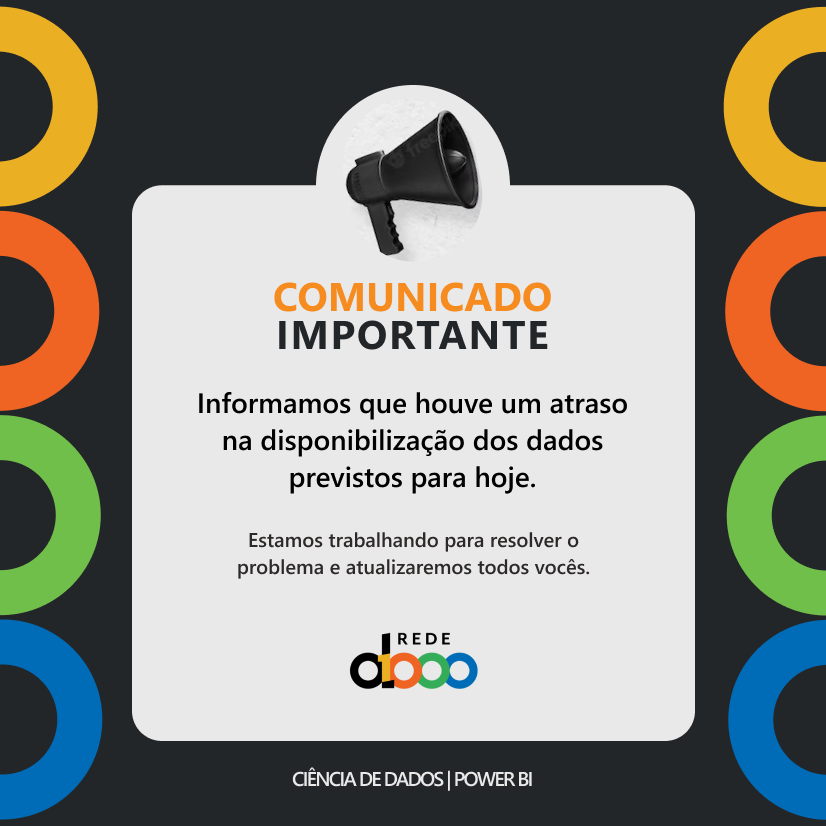 COMUNICADO
IMPORTANTE
Informamos que houve um atraso
na disponibilização dos dados
previstos para hoje.
Estamos trabalhando para resolver o
problema e atualizaremos todos vocês.
REDE
d1000
CIÊNCIA DE DADOS | POWER BI